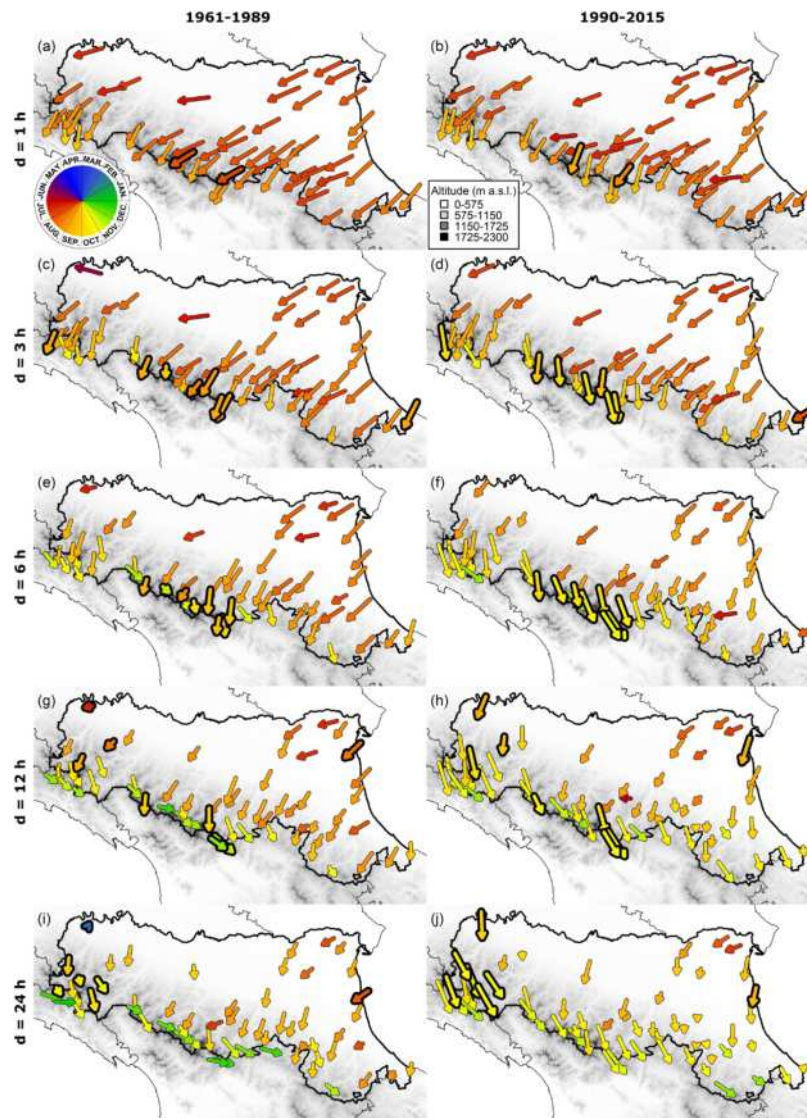 1961-1989
1990-2015
(a)
(b)
d = 1 h
JAN. FEB. MAR. APR. MAY JUN. JUL. AUG. SEP. OCT. NOV. DEC.
Altitude (m a.s.l.)
0-575
575-1150
1150-1725
1725-2300
(c)
(d)
d = 3 h
(e)
(f)
d = 6 h
(g)
(h)
d = 12 h
(i)
(j)
d = 24 h